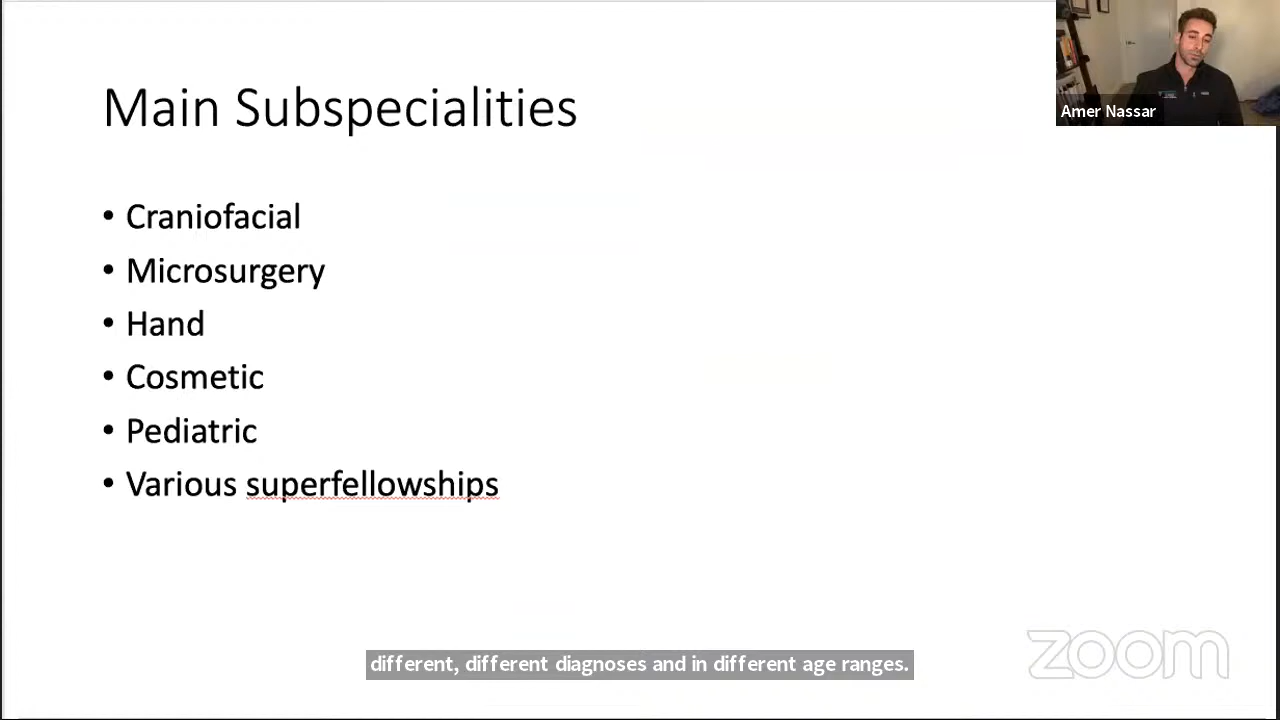 Main Subspecialities
• Craniofacial
• Microsurgery
• Hand
• Cosmetic
• Pediatric
• Various superfellowships
Amer Nassar
different, different diagnoses and in different age ranges.
zoom